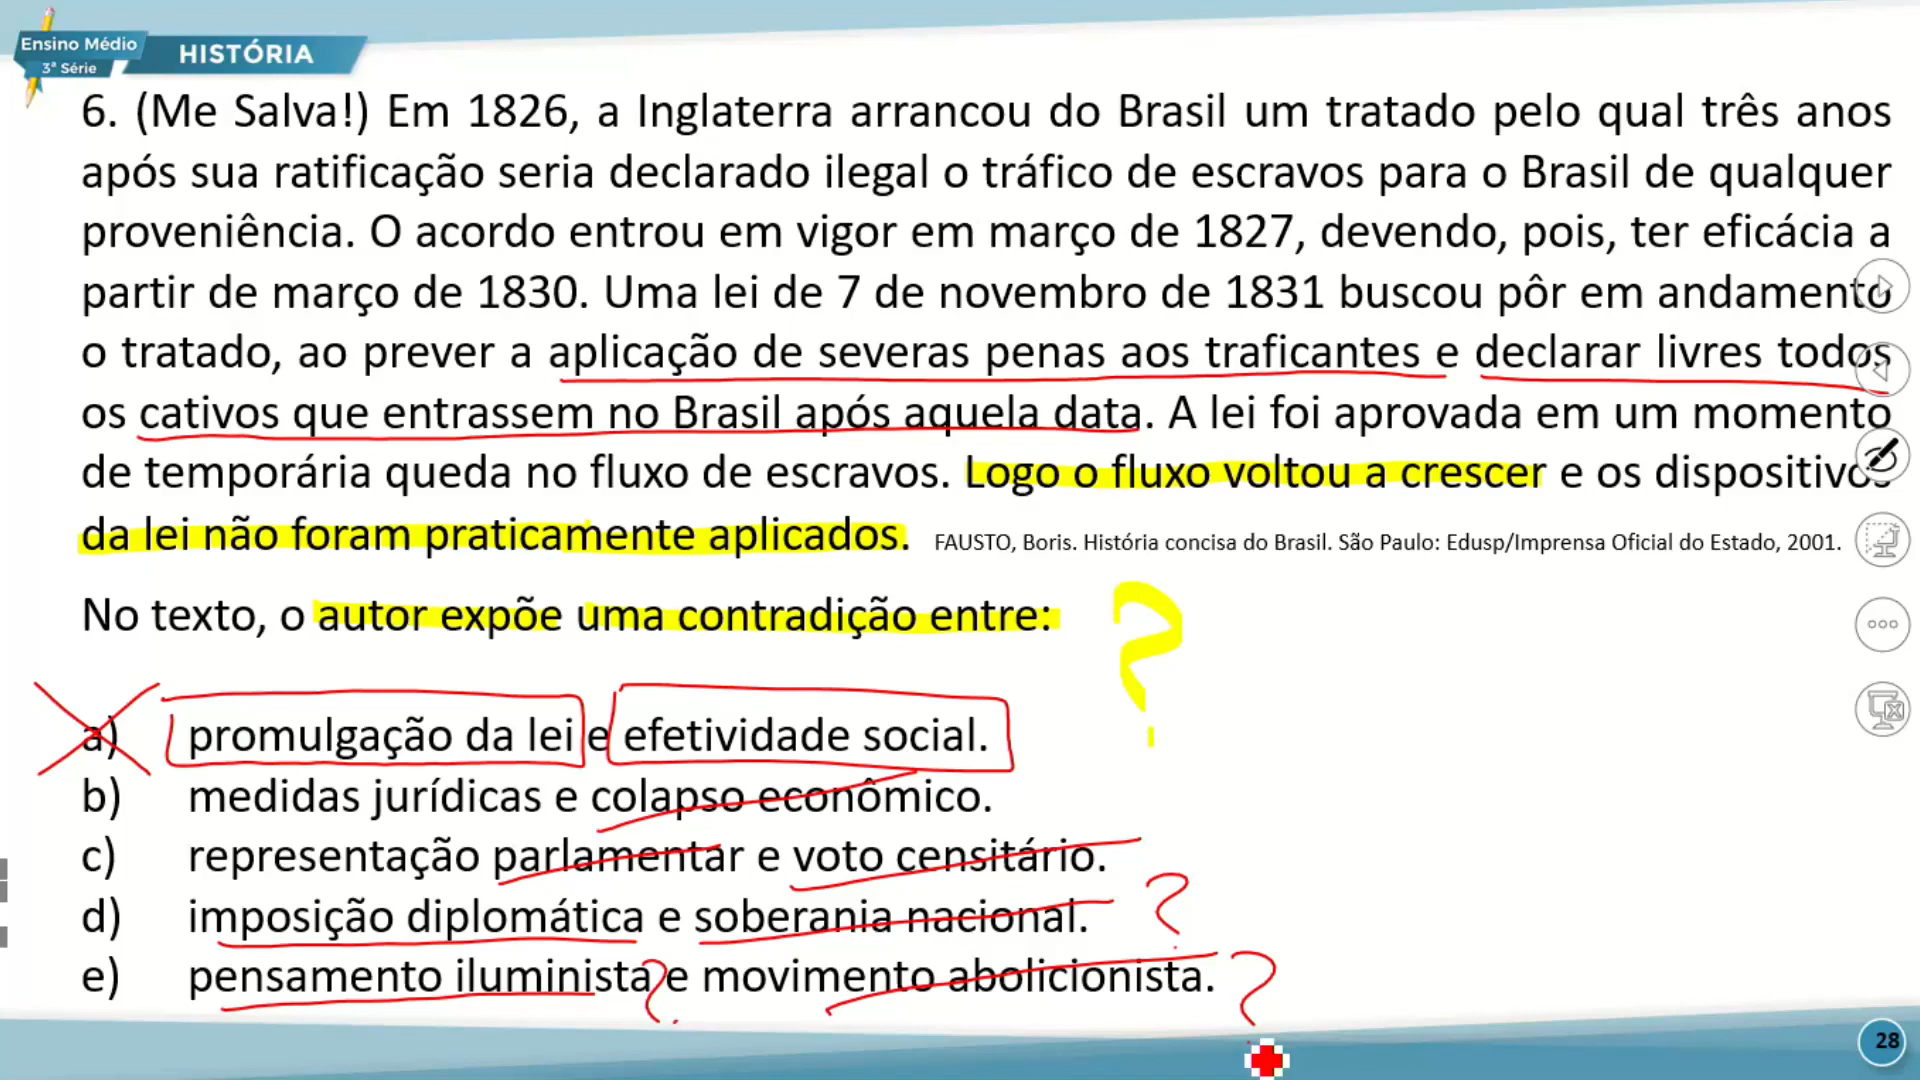 Ensino Médio
3ª Série
HISTÓRIA
6. (Me Salva!) Em 1826, a Inglaterra arrancou do Brasil um tratado pelo qual três anos
após sua ratificação seria declarado ilegal o tráfico de escravos para o Brasil de qualquer
proveniência. O acordo entrou em vigor em março de 1827, devendo, pois, ter eficácia a
partir de março de 1830. Uma lei de 7 de novembro de 1831 buscou pôr em andamento
o tratado, ao prever a aplicação de severas penas aos traficantes e declarar livres todos
os cativos que entrassem no Brasil após aquela data. A lei foi aprovada em um momento
de temporária queda no fluxo de escravos. Logo o fluxo voltou a crescer e os dispositivos
da lei não foram praticamente aplicados. FAUSTO, Boris. História concisa do Brasil. São Paulo: Edusp/Imprensa Oficial do Estado, 2001.
No texto, o autor expõe uma contradição entre: ?
a) promulgação da lei e efetividade social.
b) medidas jurídicas e colapso econômico.
c) representação parlamentar e voto censitário.
d) imposição diplomática e soberania nacional. ?
e) pensamento iluminista ? e movimento abolicionista. ?
28